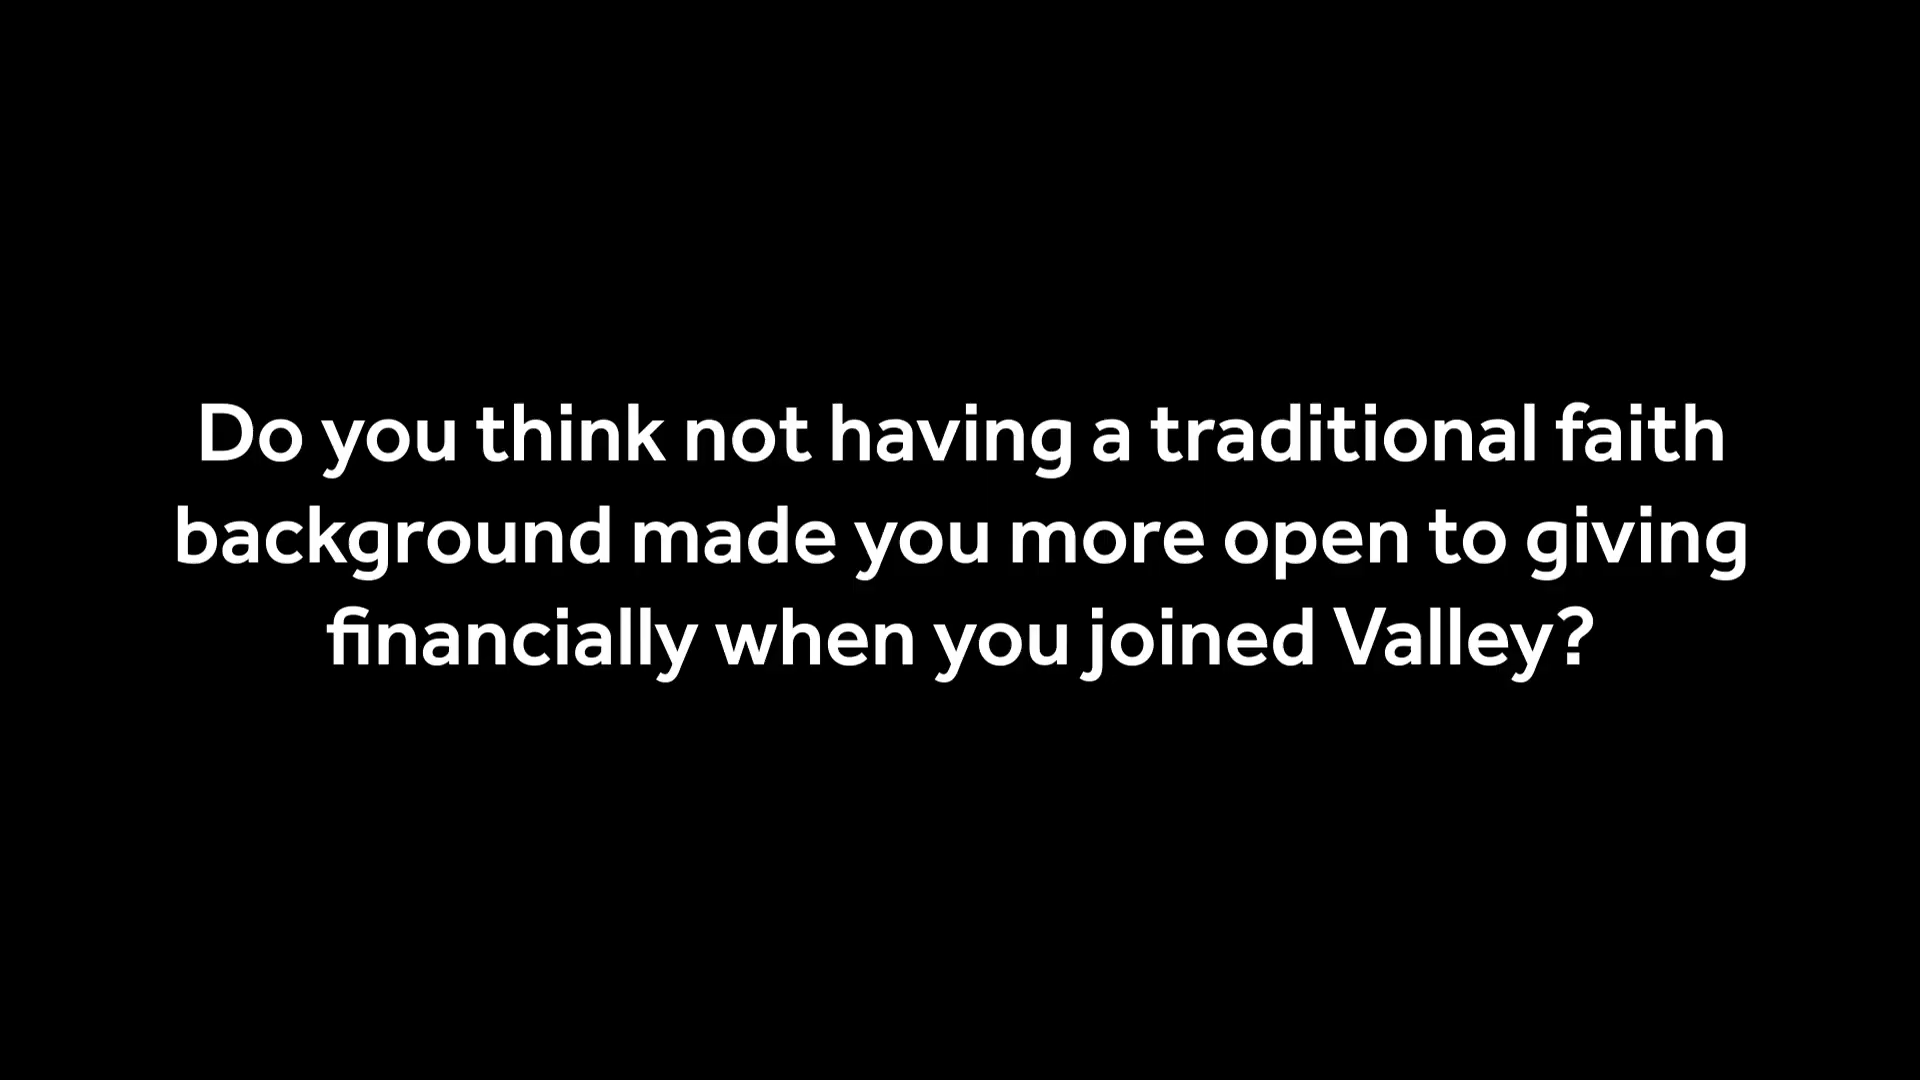 Do you think not having a traditional faith
background made you more open to giving
financially when you joined Valley?